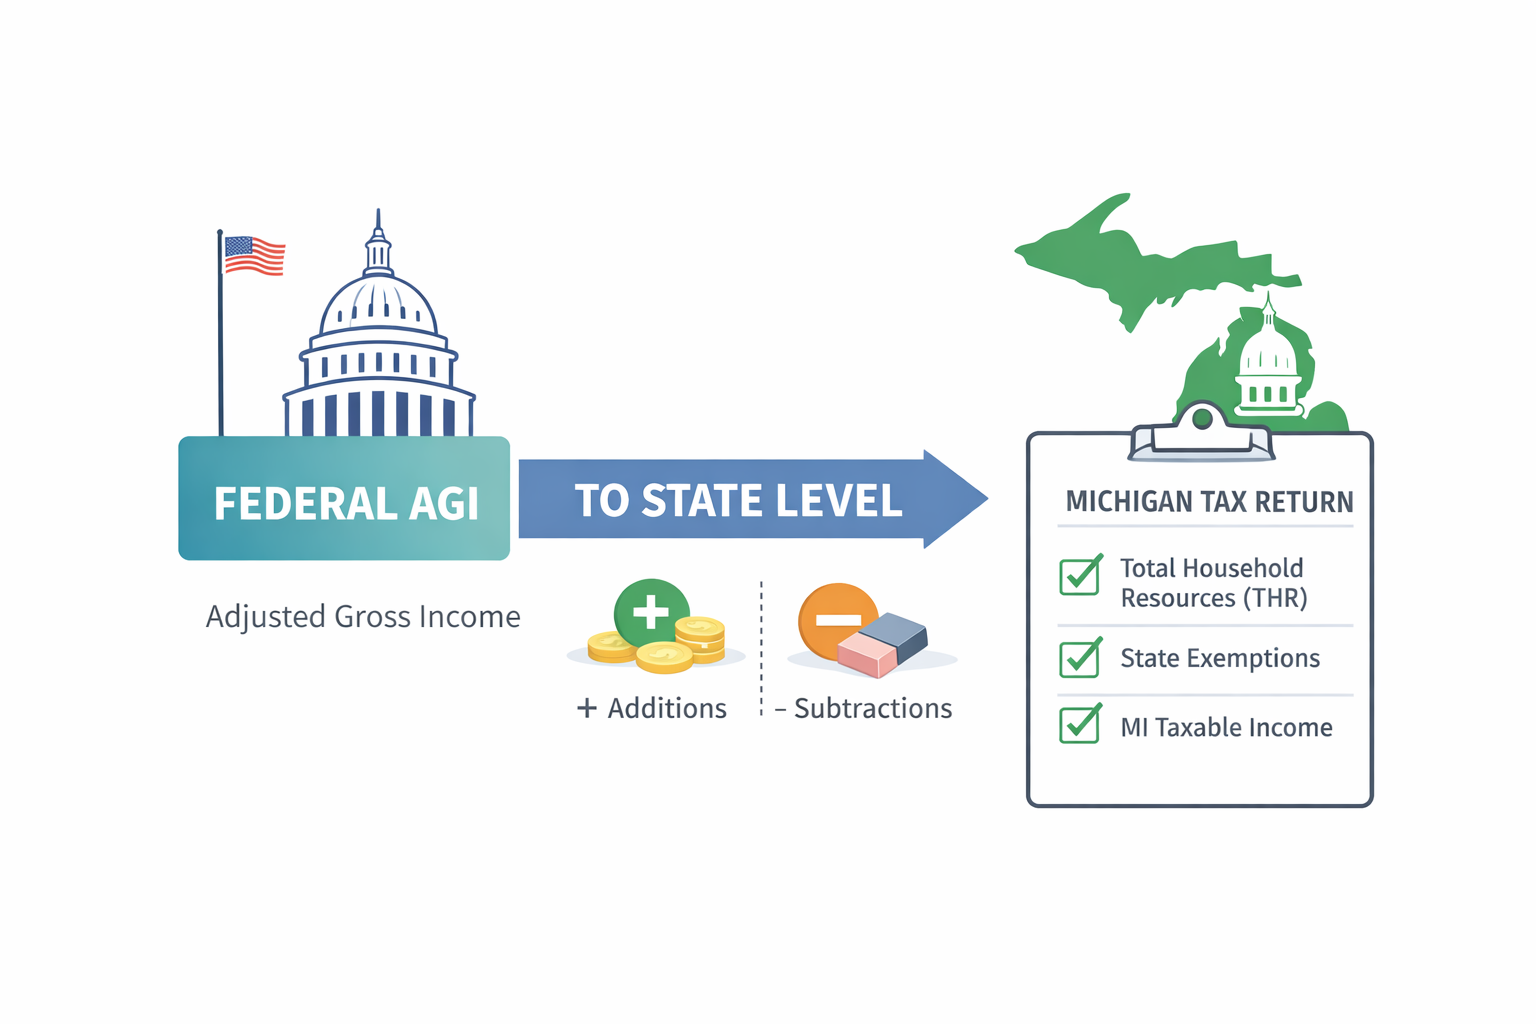 FEDERAL AGI
TO STATE LEVEL
Adjusted Gross Income
+ Additions
– Subtractions
MICHIGAN TAX RETURN
Total Household
Resources (THR)
State Exemptions
MI Taxable Income